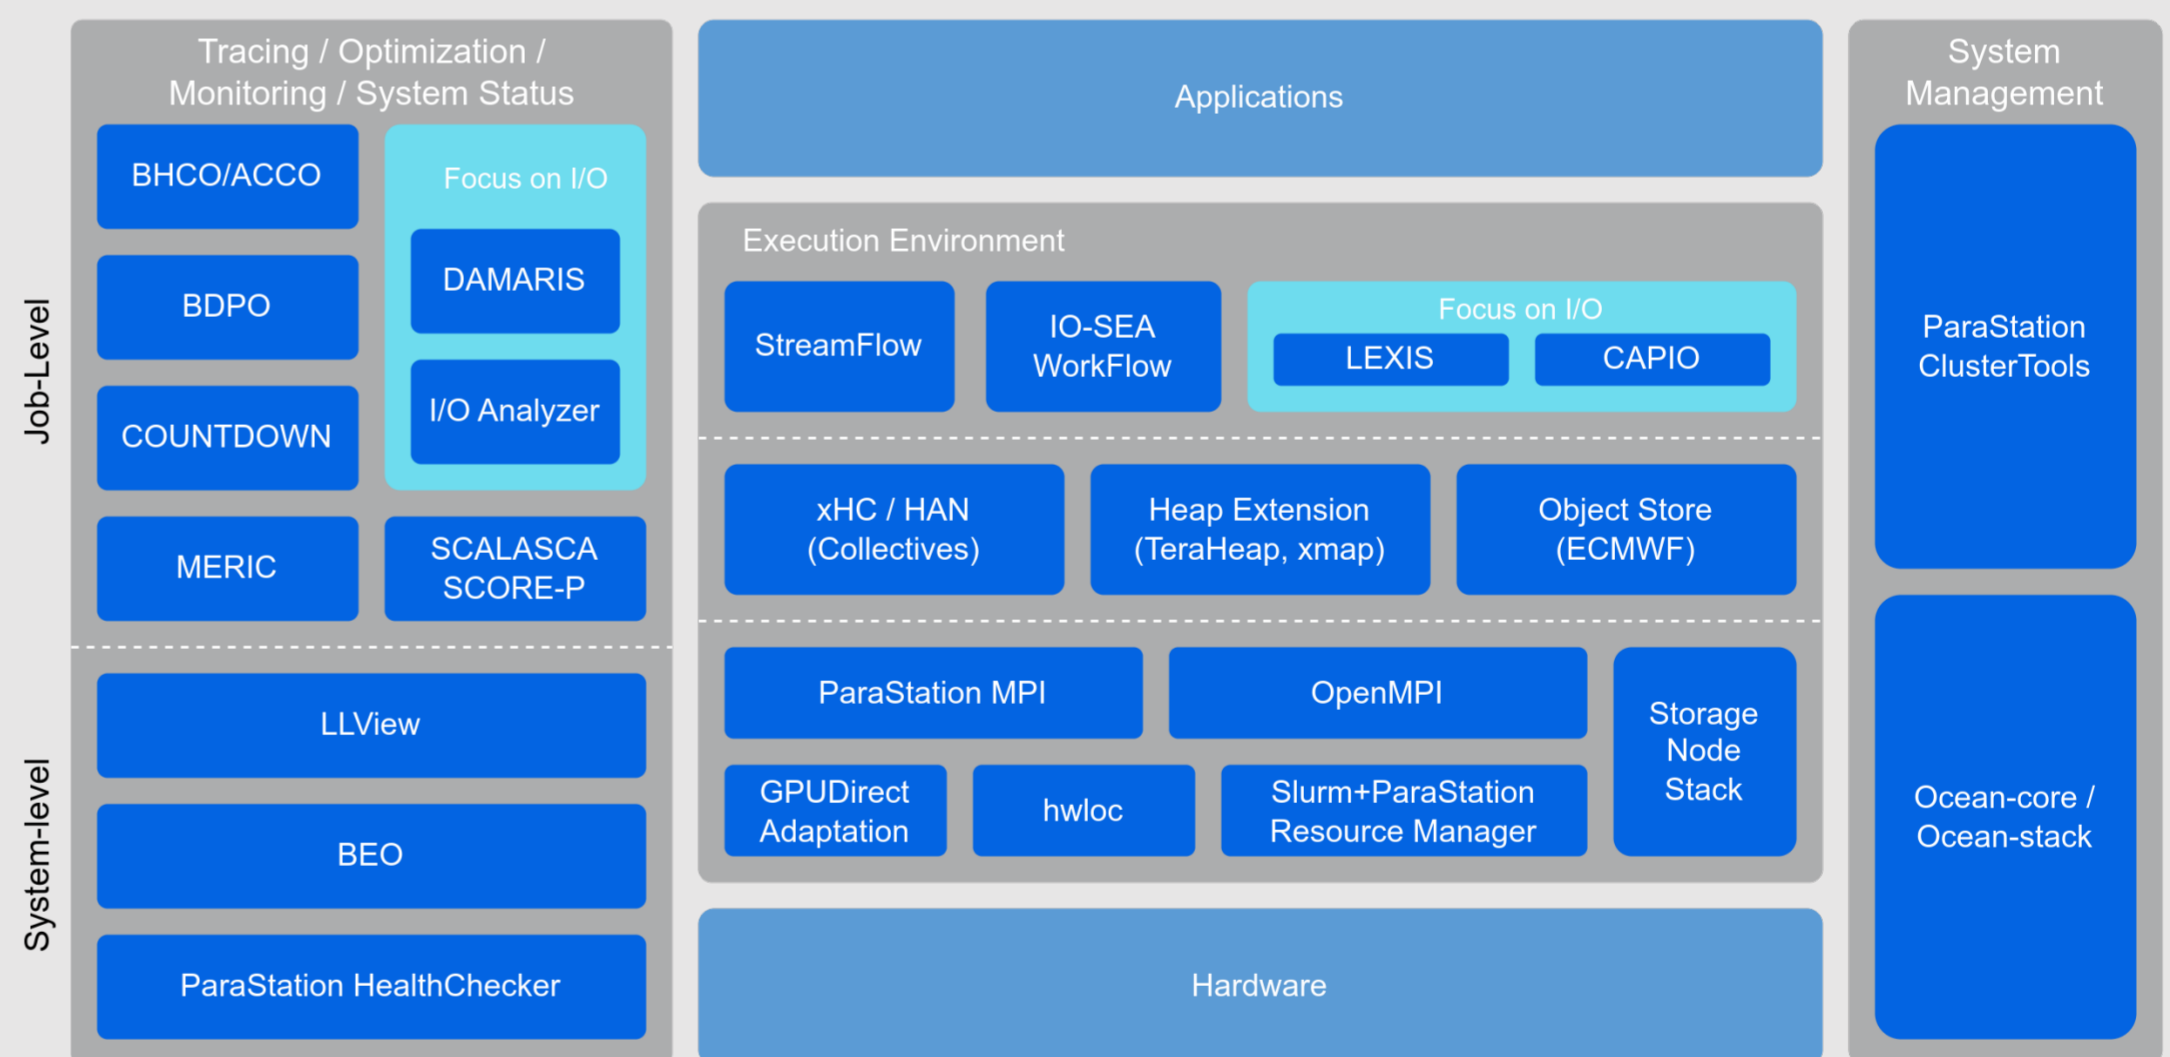 Job-Level
System-level
Tracing / Optimization /
Monitoring / System Status
BHCO/ACCO
BDPO
COUNTDOWN
MERIC
Focus on I/O
DAMARIS
I/O Analyzer
SCALASCA
SCORE-P
LLView
BEO
ParaStation HealthChecker
Applications
Execution Environment
StreamFlow
IO-SEA
WorkFlow
Focus on I/O
LEXIS
CAPIO
xHC / HAN
(Collectives)
Heap Extension
(TeraHeap, xmap)
Object Store
(ECMWF)
ParaStation MPI
OpenMPI
GPUDirect
Adaptation
hwloc
Slurm+ParaStation
Resource Manager
Storage
Node
Stack
Hardware
System
Management
ParaStation
ClusterTools
Ocean-core /
Ocean-stack